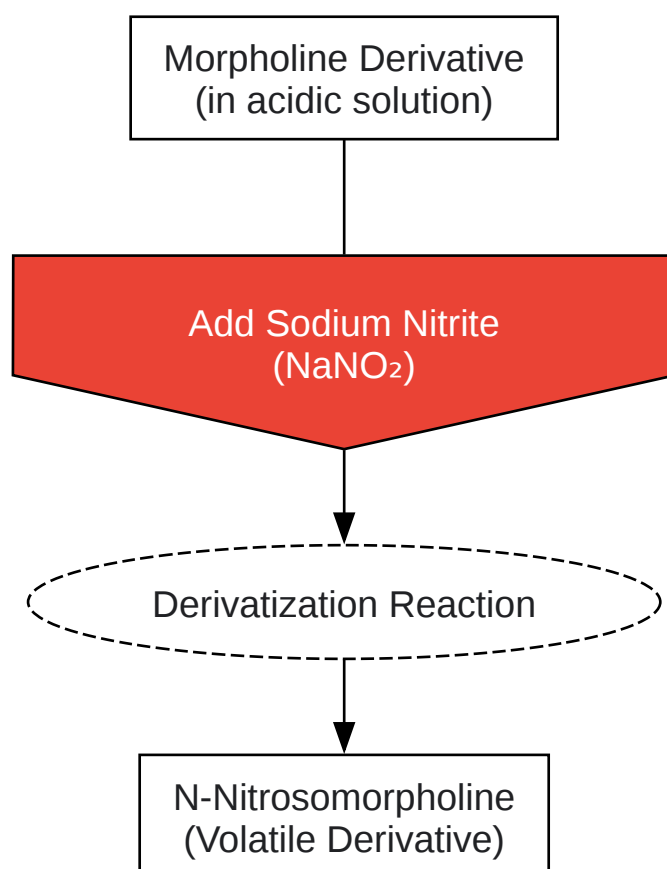 Morpholine Derivative
(in acidic solution)
Add Sodium Nitrite
(NaNO₂)
Derivatization Reaction
N-Nitrosomorpholine
(Volatile Derivative)